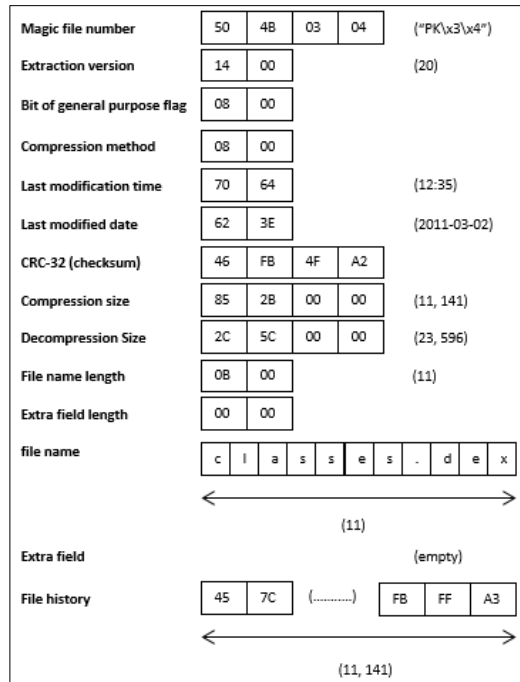 Magic file number 50 4B 03 04 ("PK\x3\x4")
Extraction version 14 00 (20)
Bit of general purpose flag 08 00
Compression method 08 00
Last modification time 70 64 (12:35)
Last modified date 62 3E (2011-03-02)
CRC-32 (checksum) 46 FB 4F A2
Compression size 85 2B 00 00 (11, 141)
Decompression Size 2C 5C 00 00 (23, 596)
File name length 0B 00 (11)
Extra field length 00 00
file name c l a s s e s . d e x
(11)
Extra field (empty)
File history 45 7C (...........) FB FF A3
(11, 141)